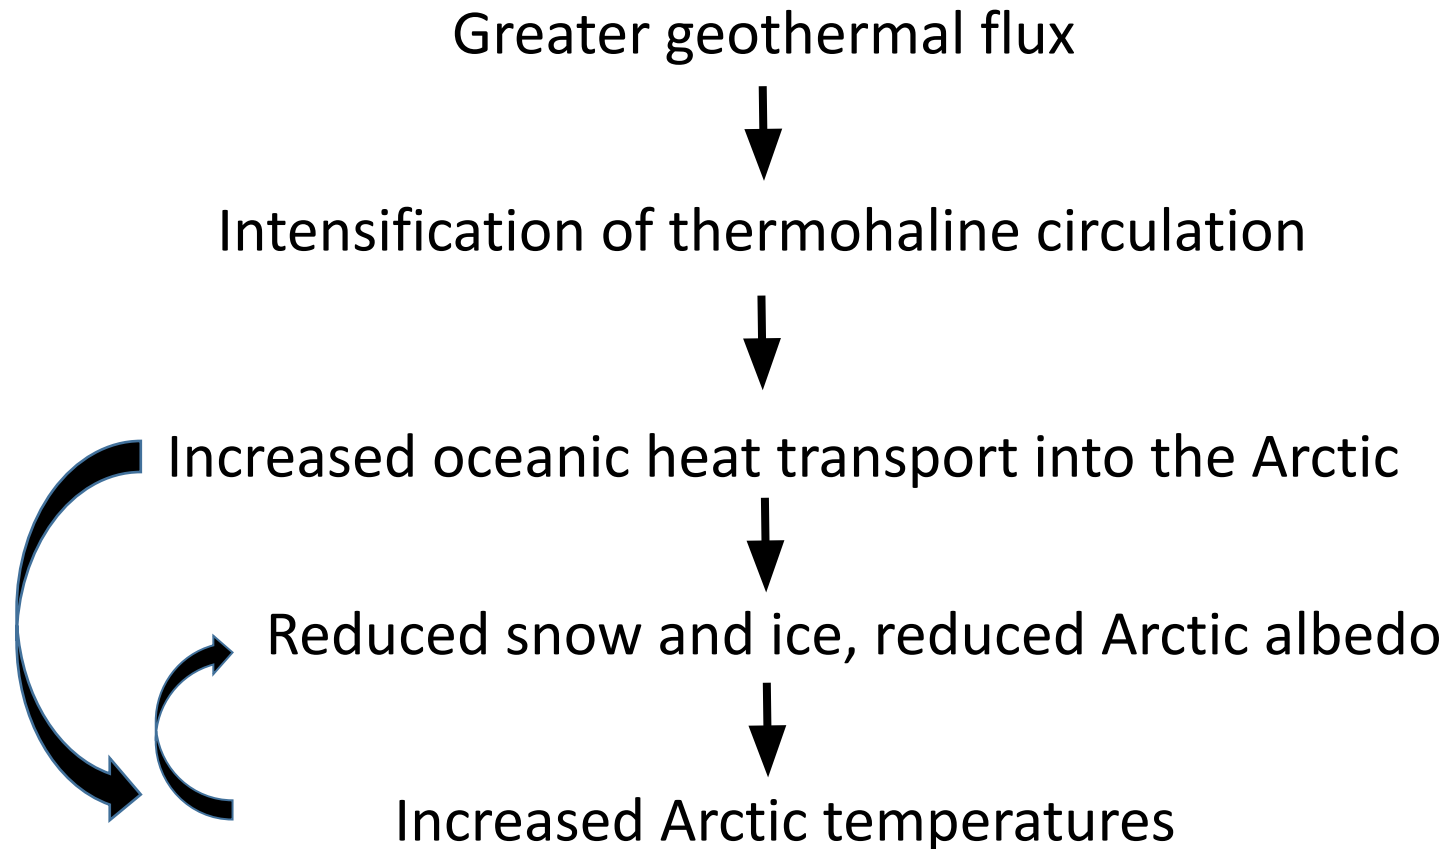 Greater geothermal flux
Intensification of thermohaline circulation
Increased oceanic heat transport into the Arctic
Reduced snow and ice, reduced Arctic albedo
Increased Arctic temperatures